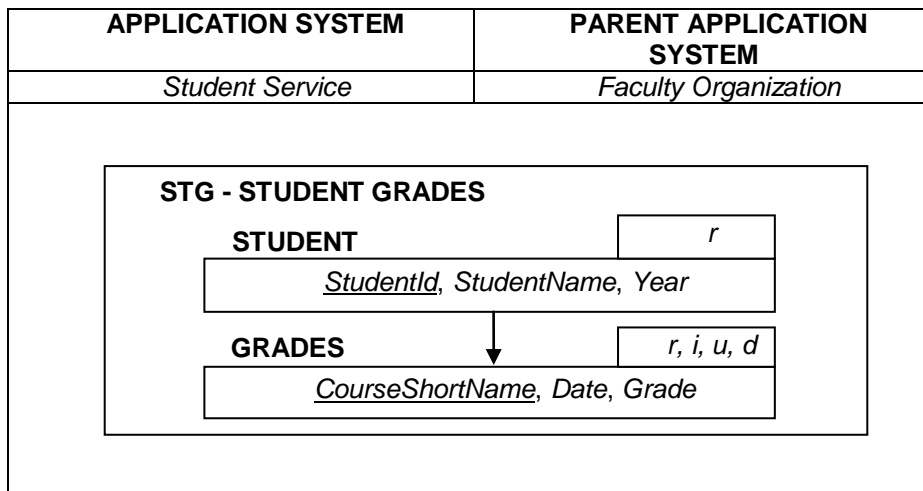 APPLICATION SYSTEM
PARENT APPLICATION
SYSTEM
Student Service
Faculty Organization
STG - STUDENT GRADES
STUDENT
r
StudentId, StudentName, Year
GRADES
r, i, u, d
CourseShortName, Date, Grade